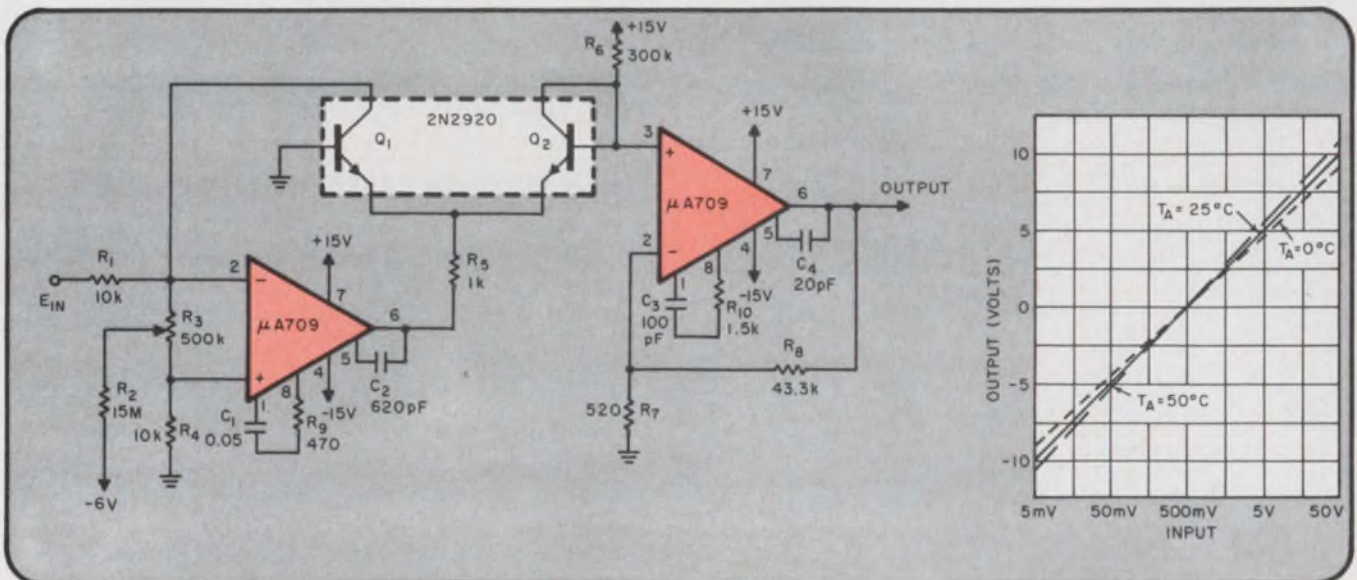 +15V
R6
300k
2N2920
Q1
Q2
3
+
+15V
7
μA709
6
OUTPUT
2
−
4
5
-15V
C4
20pF
8
1
C3
100
pF
R10
1.5k
R8
43.3k
520
R7
R5
1k
R1
10k
EIN
2
−
+15V
7
R3
500k
μA709
6
5
4
C2
620pF
+
8
-15V
1
R2
15M
10k
R4
C1
0.05
R9
470
-6V
OUTPUT (VOLTS)
10
5
0
-5
-10
TA = 25°C
TA=0°C
TA=50°C
5mV
50mV
500mV
5V
50V
INPUT